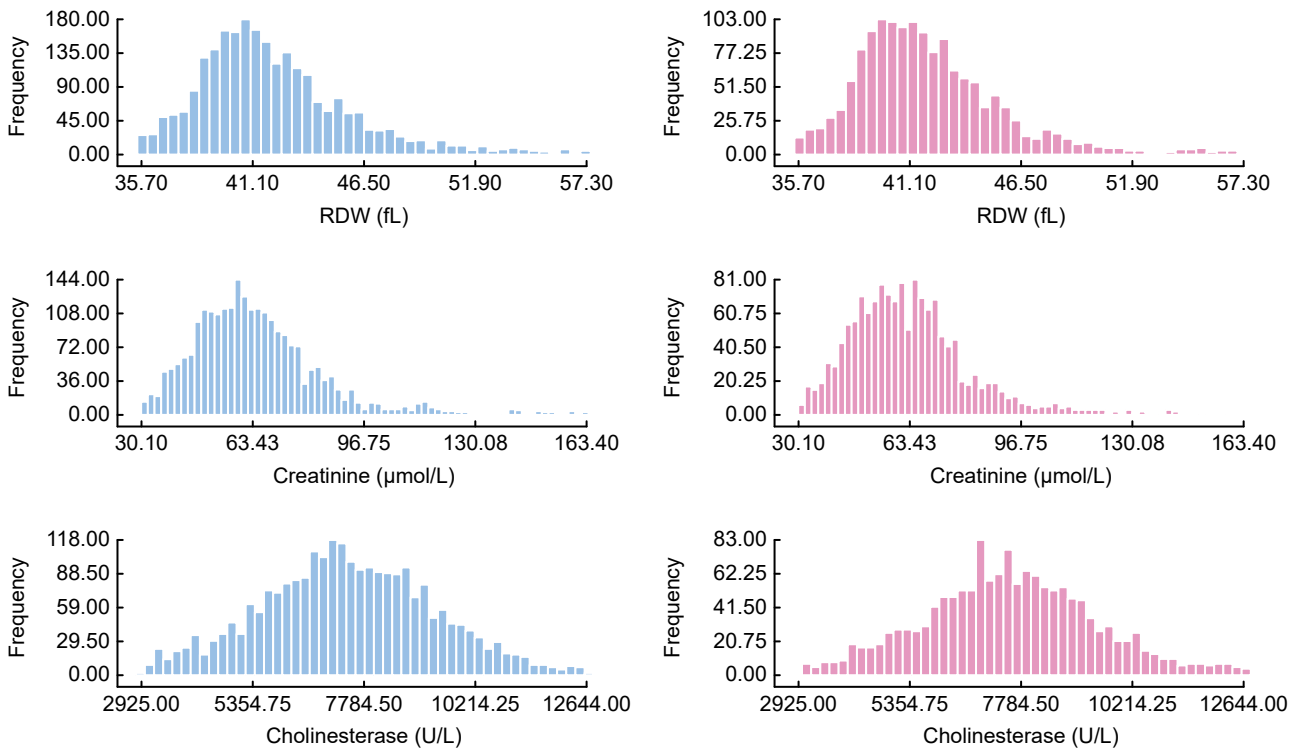 Frequency
180.00
135.00
90.00
45.00
0.00
35.70 41.10 46.50 51.90 57.30
RDW (fL)
Frequency
103.00
77.25
51.50
25.75
0.00
35.70 41.10 46.50 51.90 57.30
RDW (fL)
Frequency
144.00
108.00
72.00
36.00
0.00
30.10 63.43 96.75 130.08 163.40
Creatinine (μmol/L)
Frequency
81.00
60.75
40.50
20.25
0.00
30.10 63.43 96.75 130.08 163.40
Creatinine (μmol/L)
Frequency
118.00
88.50
59.00
29.50
0.00
2925.00 5354.75 7784.50 10214.25 12644.00
Cholinesterase (U/L)
Frequency
83.00
62.25
41.50
20.75
0.00
2925.00 5354.75 7784.50 10214.25 12644.00
Cholinesterase (U/L)